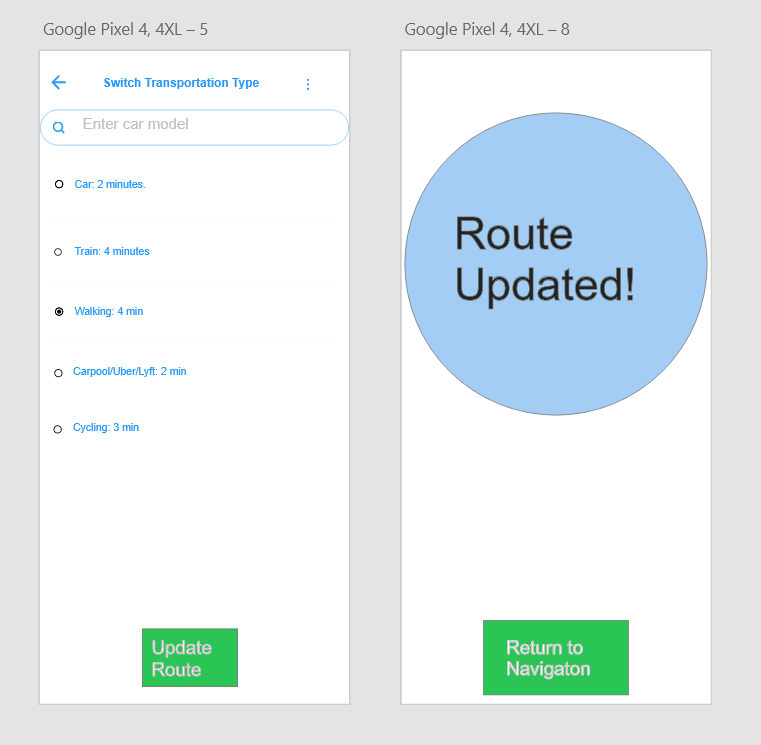 Google Pixel 4, 4XL – 5
Switch Transportation Type
Enter car model
Car: 2 minutes.
Train: 4 minutes
Walking: 4 min
Carpool/Uber/Lyft: 2 min
Cycling: 3 min
Update
Route
Google Pixel 4, 4XL – 8
Route
Updated!
Return to
Navigaton